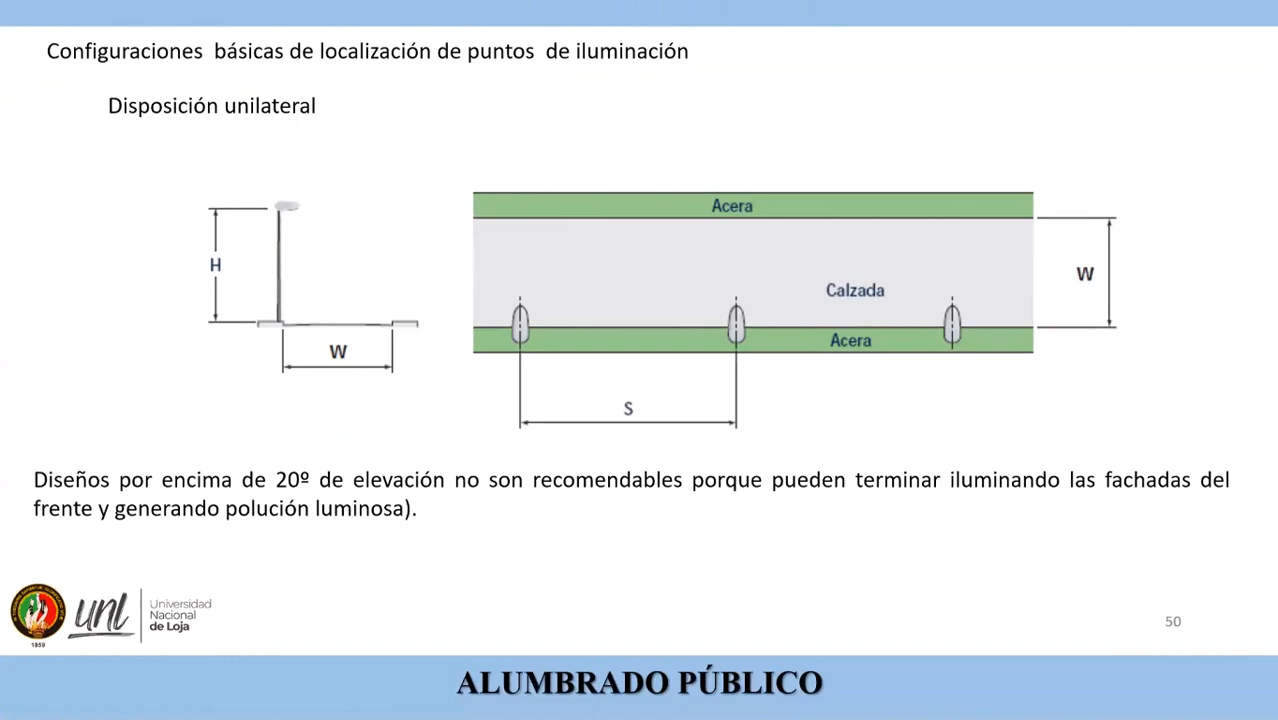 Configuraciones básicas de localización de puntos de iluminación
Disposición unilateral
Acera
H
Calzada
W
Acera
W
S
Diseños por encima de 20º de elevación no son recomendables porque pueden terminar iluminando las fachadas del
frente y generando polución luminosa).
unl
Universidad
Nacional
de Loja
1859
50
ALUMBRADO PÚBLICO